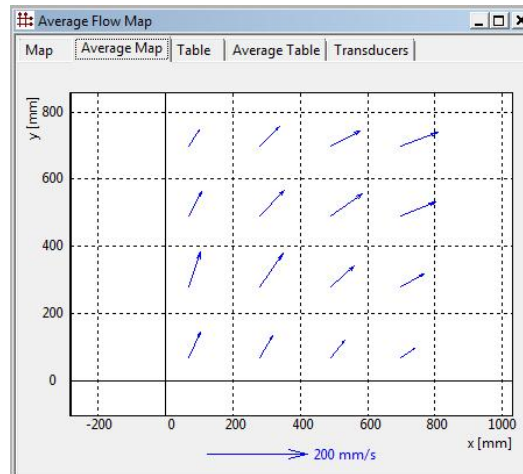 Average Flow Map
Map Average Map Table Average Table Transducers
y [mm]
800
600
400
200
0
-200 0 200 400 600 800 1000
x [mm]
200 mm/s